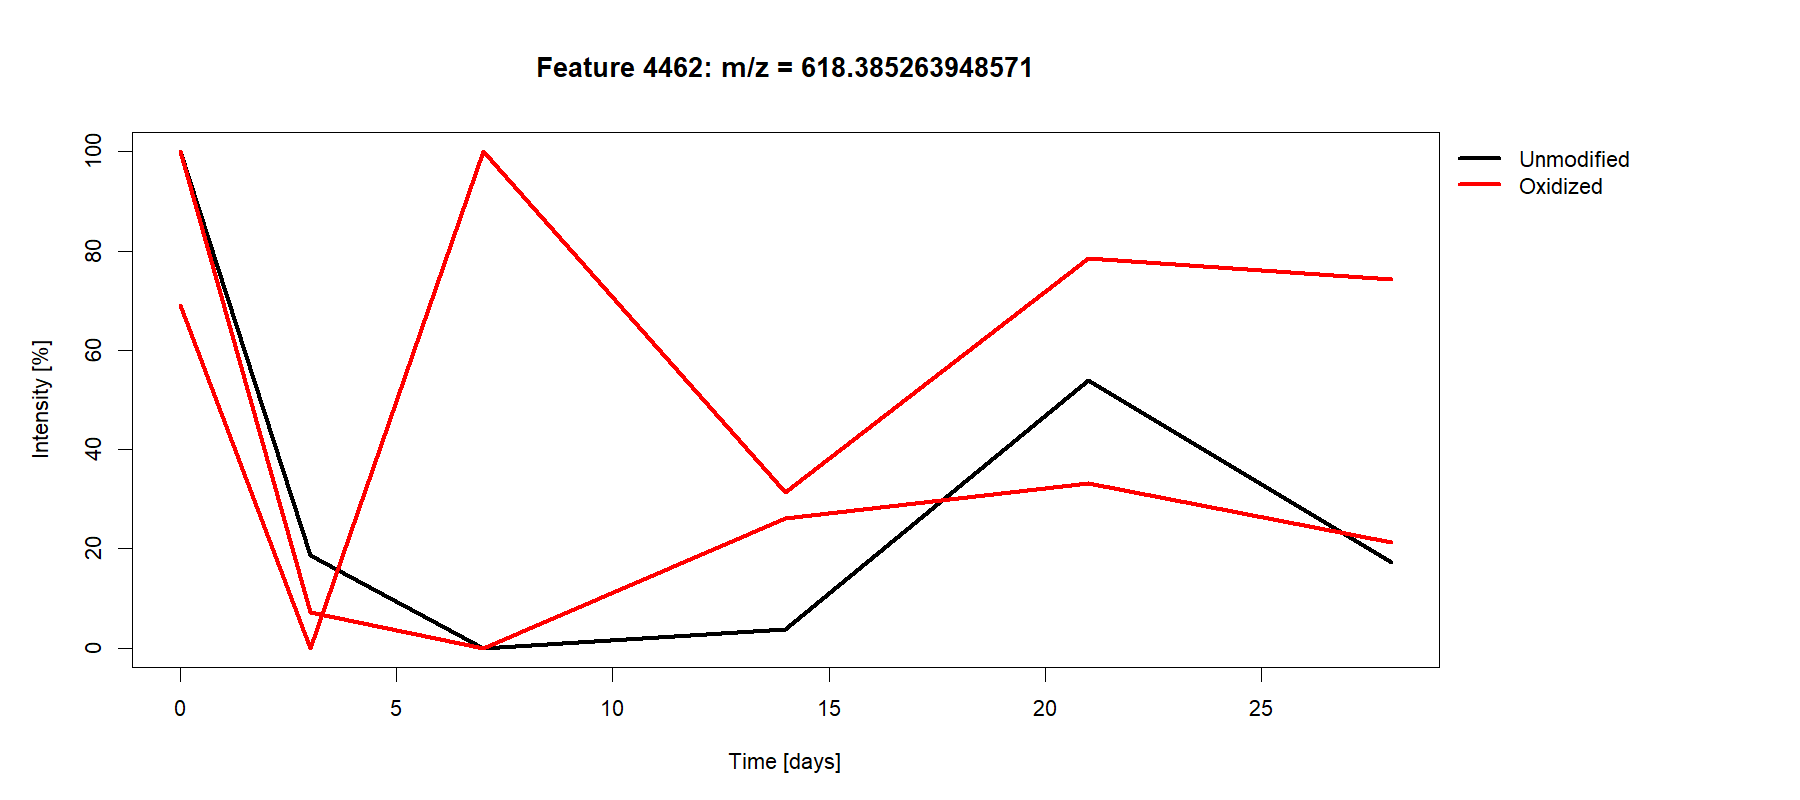 Feature 4462: m/z = 618.385263948571
Unmodified
Oxidized
Intensity [%]
100
80
60
40
20
0
0 5 10 15 20 25
Time [days]